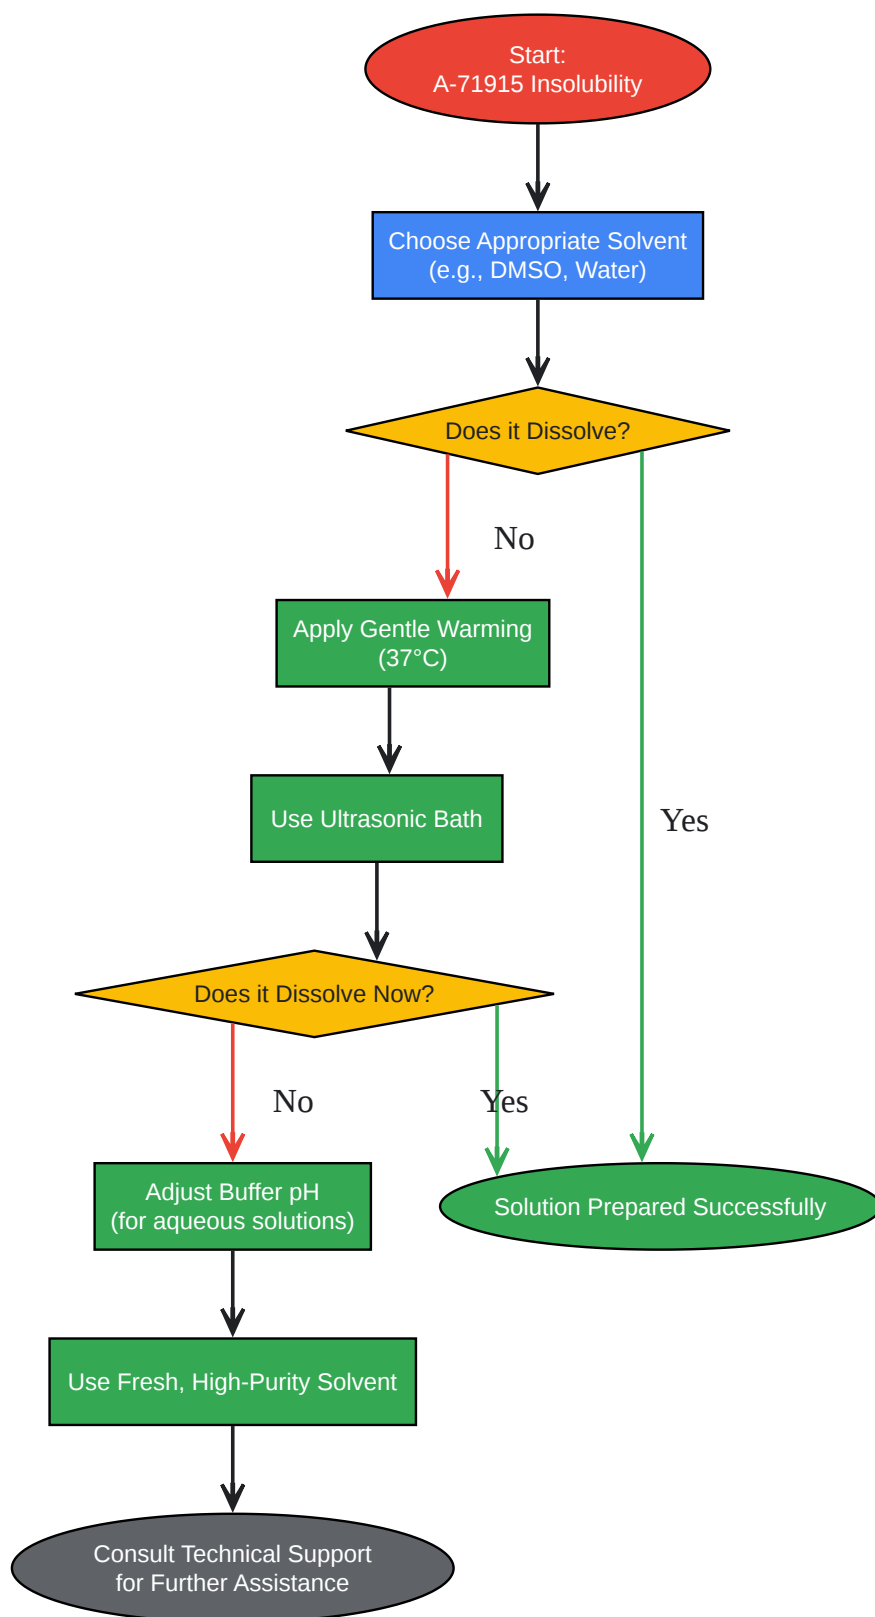 Start:
A-71915 Insolubility
Choose Appropriate Solvent
(e.g., DMSO, Water)
Does it Dissolve?
No
Apply Gentle Warming
(37°C)
Use Ultrasonic Bath
Yes
Does it Dissolve Now?
No
Yes
Adjust Buffer pH
(for aqueous solutions)
Solution Prepared Successfully
Use Fresh, High-Purity Solvent
Consult Technical Support
for Further Assistance